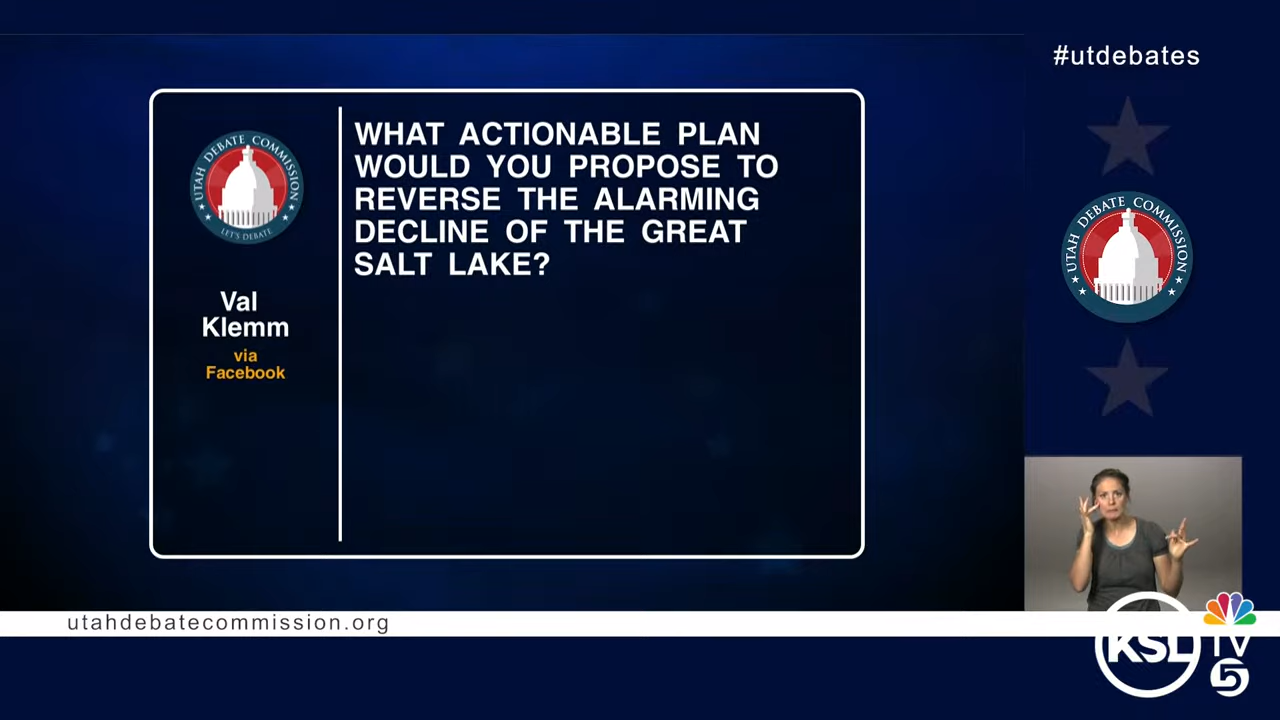 #utdebates
UTAH DEBATE COMMISSION
LET'S DEBATE
Val
Klemm
via
Facebook
WHAT ACTIONABLE PLAN
WOULD YOU PROPOSE TO
REVERSE THE ALARMING
DECLINE OF THE GREAT
SALT LAKE?
UTAH DEBATE COMMISSION
utahdebatecommission.org
KSL
TV
5